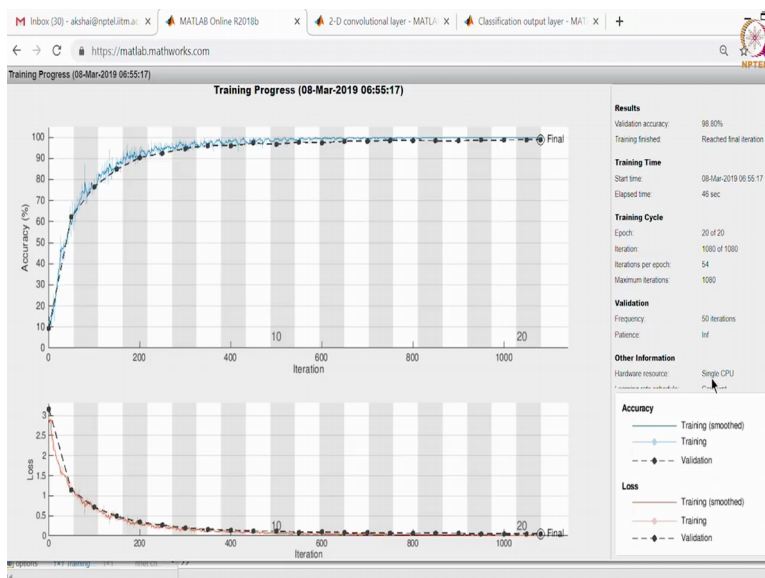 Inbox (30) - akshai@nptel.iitm.ac
MATLAB Online R2018b
2-D convolutional layer - MATLA
Classification output layer - MAT
https://matlab.mathworks.com
NPTEL
Training Progress (08-Mar-2019 06:55:17)
Training Progress (08-Mar-2019 06:55:17)
Accuracy (%)
100
90
80
70
60
50
40
30
20
10
0
Final
10
20
0 200 400 600 800 1000
Iteration
Loss
3
2.5
2
1.5
1
0.5
0
10
20
Final
0 200 400 600 800 1000
Iteration
Results
Validation accuracy: 98.80%
Training finished: Reached final iteration
Training Time
Start time: 08-Mar-2019 06:55:17
Elapsed time: 46 sec
Training Cycle
Epoch: 20 of 20
Iteration: 1080 of 1080
Iterations per epoch: 54
Maximum iterations: 1080
Validation
Frequency: 50 iterations
Patience: Inf
Other Information
Hardware resource: Single CPU
Accuracy
Training (smoothed)
Training
Validation
Loss
Training (smoothed)
Training
Validation
options